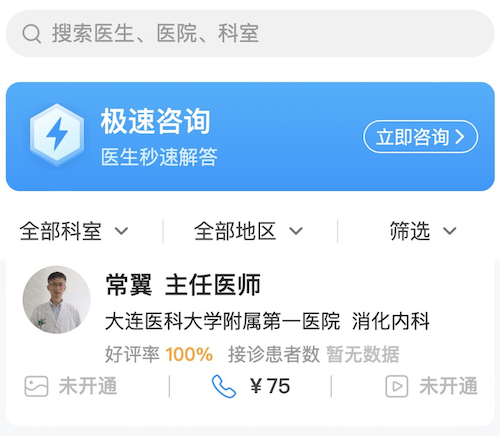 搜索医生、医院、科室
极速咨询
医生秒速解答
立即咨询
全部科室
全部地区
筛选
常翼 主任医师
大连医科大学附属第一医院 消化内科
好评率 100% 接诊患者数 暂无数据
未开通
¥75
未开通